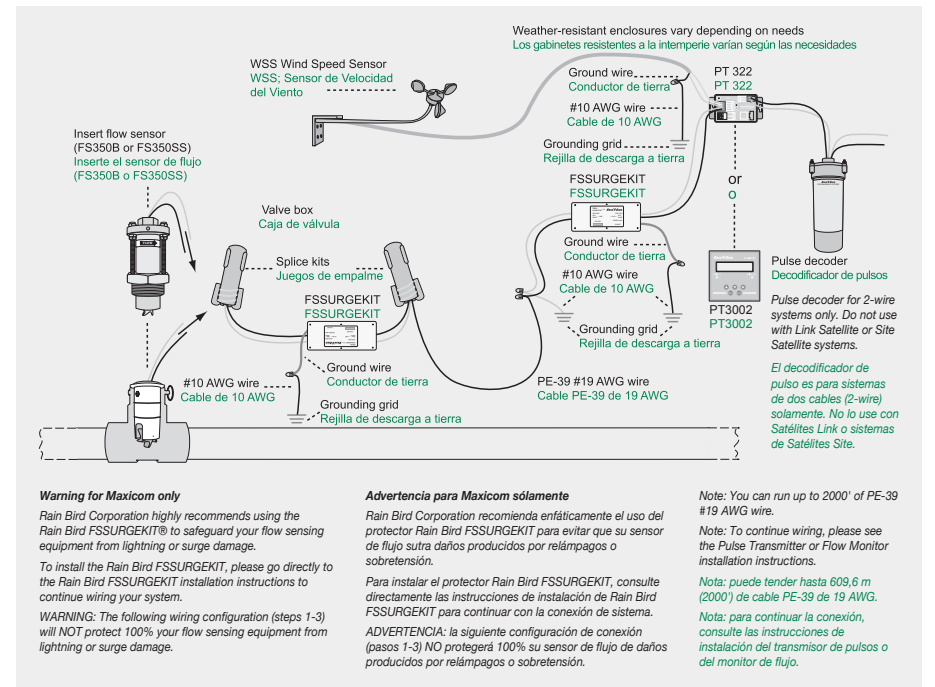 Weather-resistant enclosures vary depending on needs
Los gabinetes resistentes a la intemperie varían según las necesidades
WSS Wind Speed Sensor
WSS; Sensor de Velocidad
del Viento
Ground wire
Conductor de tierra
#10 AWG wire
Cable de 10 AWG
Grounding grid
Rejilla de descarga a tierra
PT 322
PT 322
Insert flow sensor
(FS350B or FS350SS)
Inserte el sensor de flujo
(FS350B o FS350SS)
FSSURGEKIT
FSSURGEKIT
or
o
Valve box
Caja de válvula
Splice kits
Juegos de empalme
FSSURGEKIT
FSSURGEKIT
Ground wire
Conductor de tierra
#10 AWG wire
Cable de 10 AWG
Grounding grid
Rejilla de descarga a tierra
PT3002
PT3002
Pulse decoder
Decodificador de pulsos
Pulse decoder for 2-wire
systems only. Do not use
with Link Satellite or Site
Satellite systems.
El decodificador de
pulso es para sistemas
de dos cables (2-wire)
solamente. No lo use con
Satélites Link o sistemas
de Satélites Site.
Ground wire
Conductor de tierra
#10 AWG wire
Cable de 10 AWG
Grounding grid
Rejilla de descarga a tierra
PE-39 #19 AWG wire
Cable PE-39 de 19 AWG
Warning for Maxicom only
Rain Bird Corporation highly recommends using the
Rain Bird FSSURGEKIT® to safeguard your flow sensing
equipment from lightning or surge damage.
To install the Rain Bird FSSURGEKIT, please go directly to
the Rain Bird FSSURGEKIT installation instructions to
continue wiring your system.
WARNING: The following wiring configuration (steps 1-3)
will NOT protect 100% your flow sensing equipment from
lightning or surge damage.
Advertencia para Maxicom sólamente
Rain Bird Corporation recomienda enfáticamente el uso del
protector Rain Bird FSSURGEKIT para evitar que su sensor
de flujo sutra daños producidos por relámpagos o
sobretensión.
Para instalar el protector Rain Bird FSSURGEKIT, consulte
directamente las instrucciones de instalación de Rain Bird
FSSURGEKIT para continuar con la conexión de sistema.
ADVERTENCIA: la siguiente configuración de conexión
(pasos 1-3) NO protegerá 100% su sensor de flujo de daños
producidos por relámpagos o sobretensión.
Note: You can run up to 2000' of PE-39
#19 AWG wire.
Note: To continue wiring, please see
the Pulse Transmitter or Flow Monitor
installation instructions.
Nota: puede tender hasta 609,6 m
(2000') de cable PE-39 de 19 AWG.
Nota: para continuar la conexión,
consulte las instrucciones de
instalación del transmisor de pulsos o
del monitor de flujo.